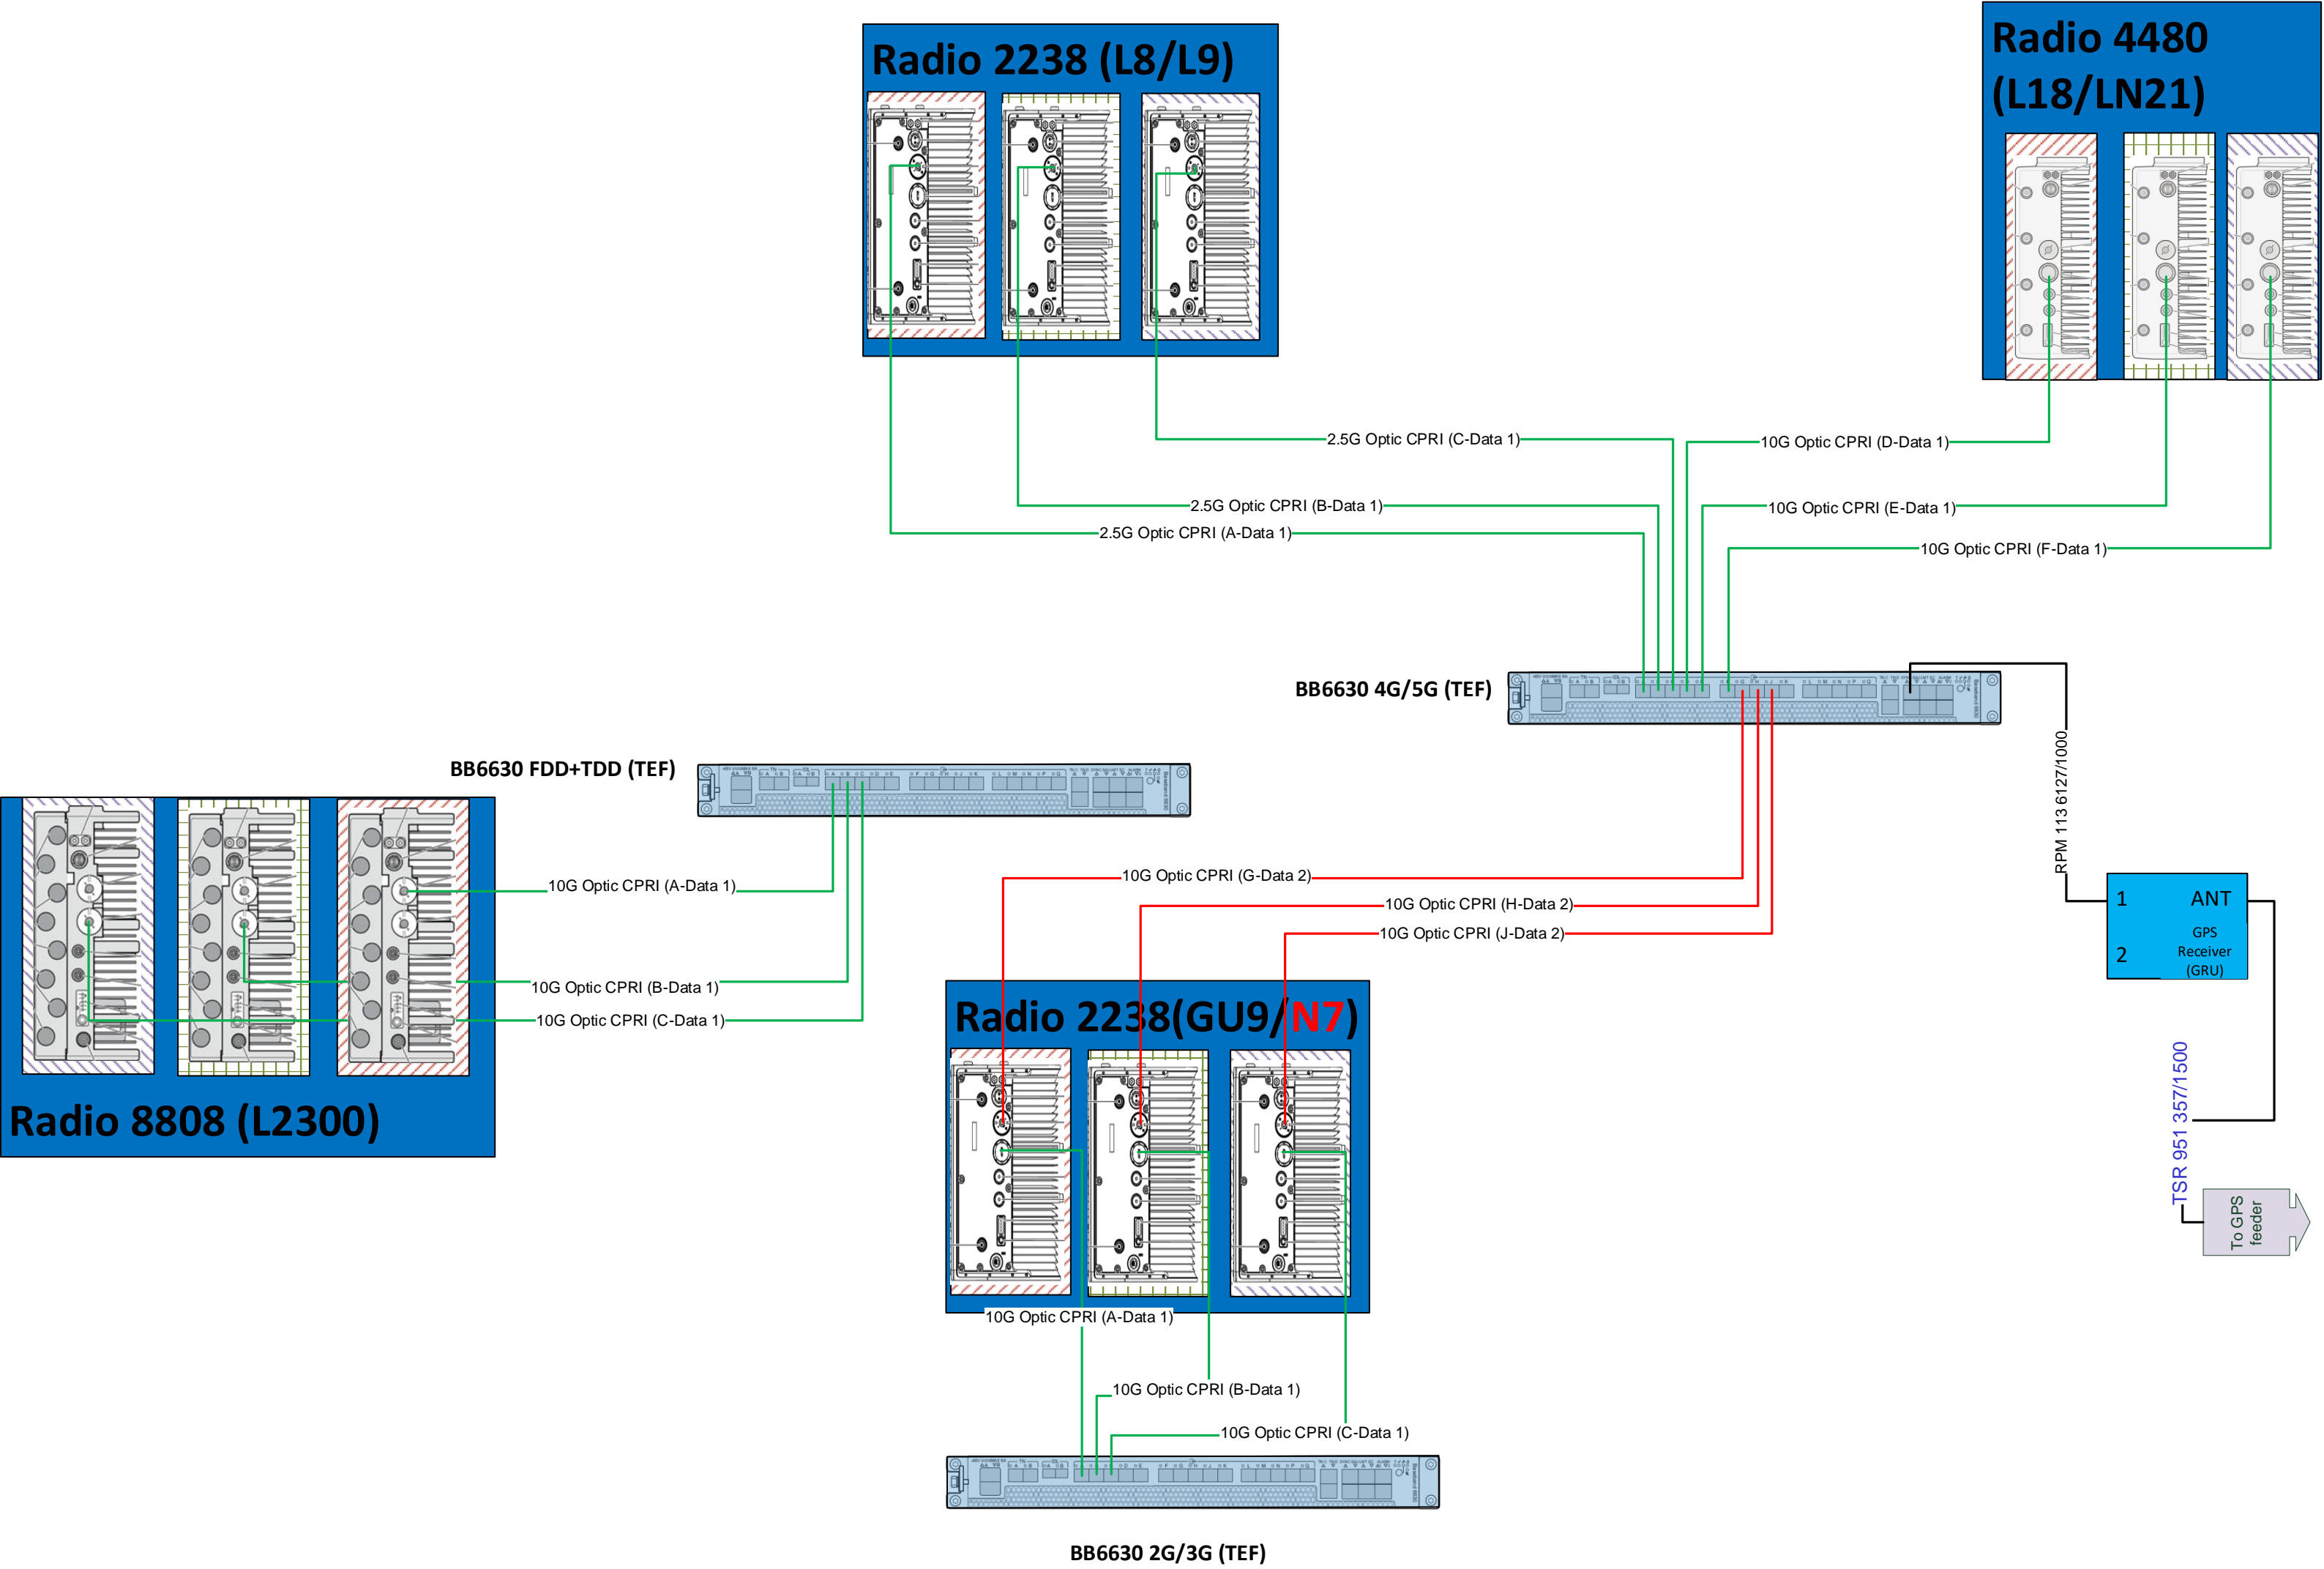 Radio 2238 (L8/L9)
Radio 4480
(L18/LN21)
2.5G Optic CPRI (C-Data 1)
10G Optic CPRI (D-Data 1)
2.5G Optic CPRI (B-Data 1)
10G Optic CPRI (E-Data 1)
2.5G Optic CPRI (A-Data 1)
10G Optic CPRI (F-Data 1)
BB6630 4G/5G (TEF)
RPM 113 6127/1000
BB6630 FDD+TDD (TEF)
10G Optic CPRI (A-Data 1)
10G Optic CPRI (B-Data 1)
10G Optic CPRI (C-Data 1)
Radio 8808 (L2300)
10G Optic CPRI (G-Data 2)
10G Optic CPRI (H-Data 2)
10G Optic CPRI (J-Data 2)
1 ANT
2
GPS
Receiver
(GRU)
TSR 951 357/1500
To GPS
feeder
Radio 2238(GU9/N7)
10G Optic CPRI (A-Data 1)
10G Optic CPRI (B-Data 1)
10G Optic CPRI (C-Data 1)
BB6630 2G/3G (TEF)